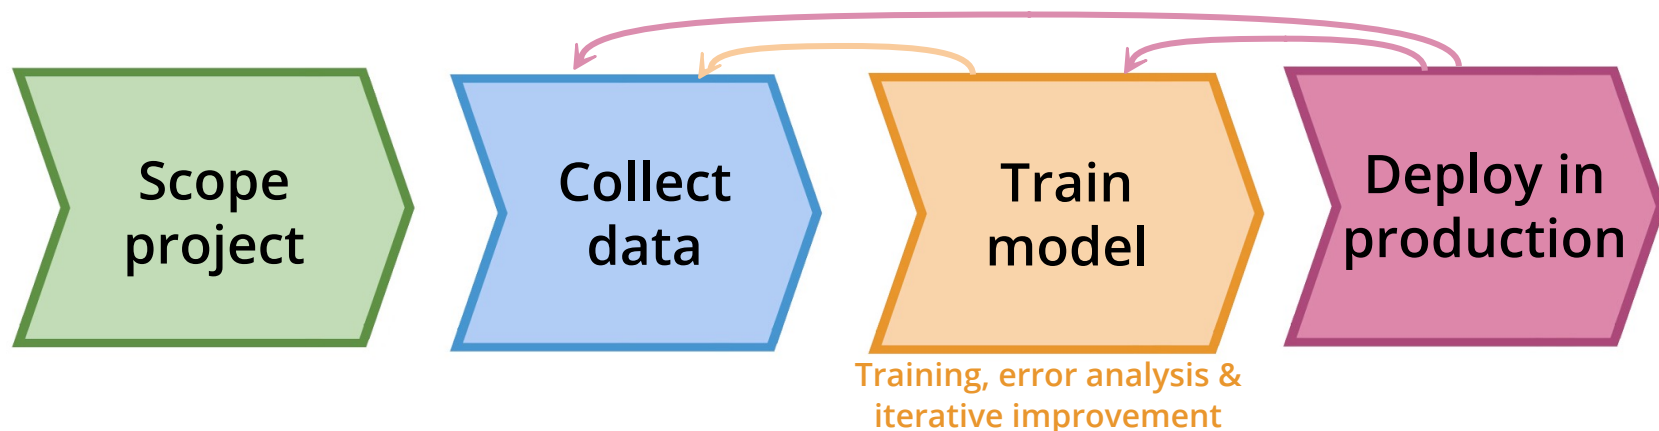 Scope
project
Collect
data
Train
model
Deploy in
production
Training, error analysis &
iterative improvement